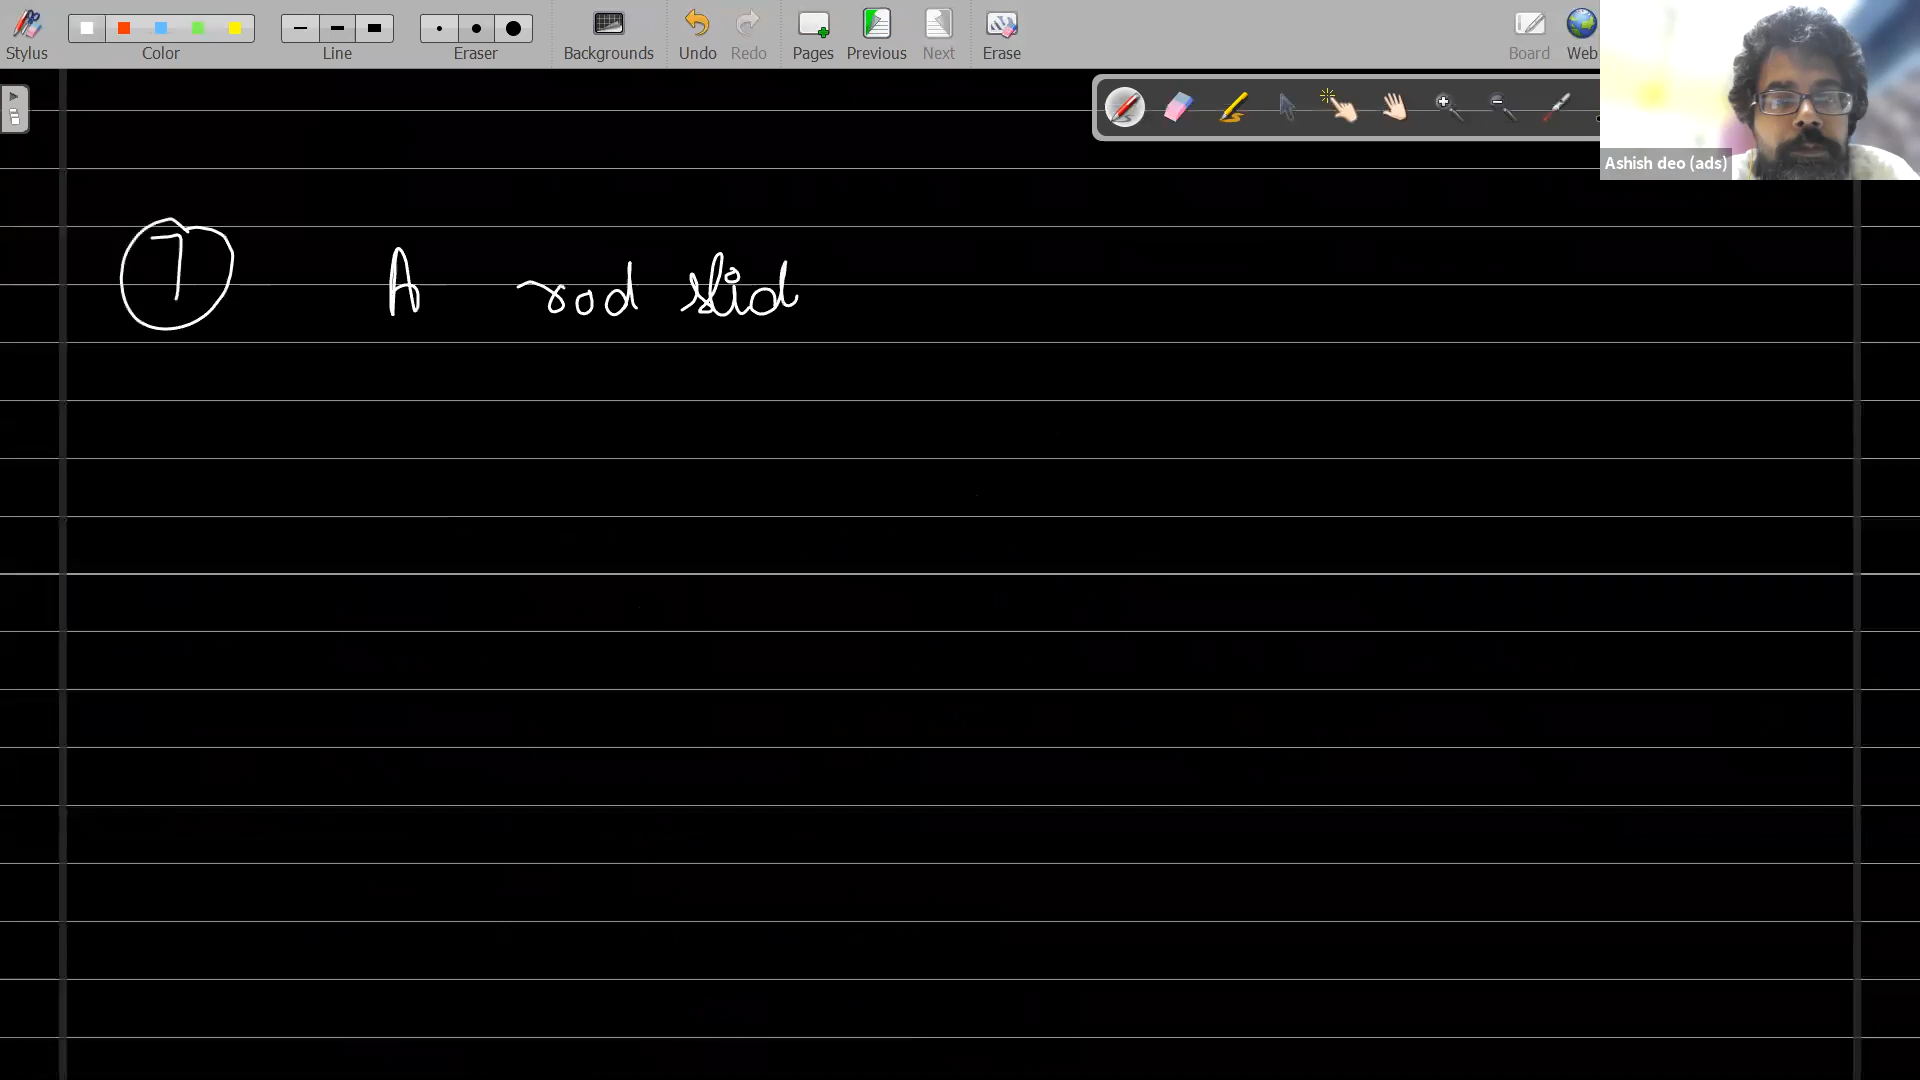 Stylus Color Line Eraser Backgrounds Undo Redo Pages Previous Next Erase Board Web
Ashish deo (ads)
7 A rod slid